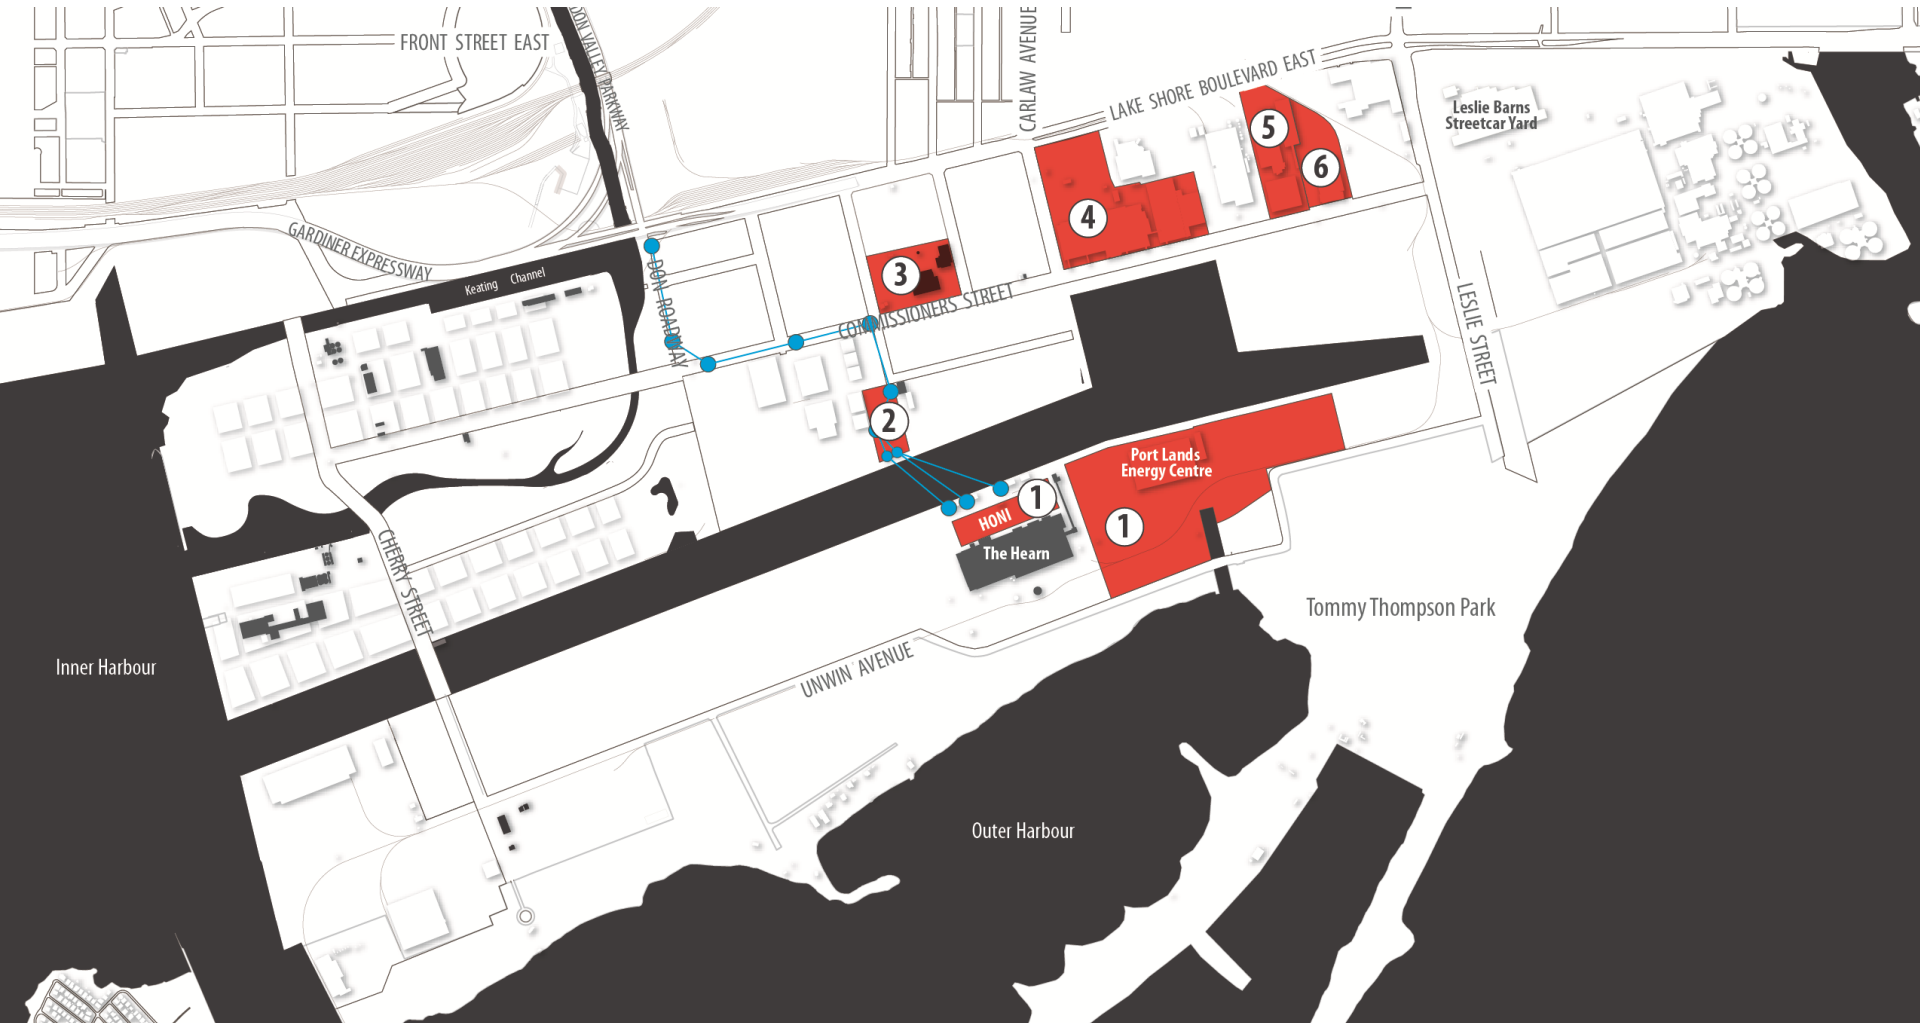 FRONT STREET EAST
DON VALLEY PARKWAY
CARLAW AVENUE
LAKE SHORE BOULEVARD EAST
Leslie Barns
Streetcar Yard
5
6
4
3
GARDINER EXPRESSWAY
Keating Channel
DON ROADWAY
COMMISSIONERS STREET
LESLIE STREET
2
Port Lands
Energy Centre
1
1
HONI
The Hearn
CHERRY STREET
Tommy Thompson Park
Inner Harbour
UNWIN AVENUE
Outer Harbour